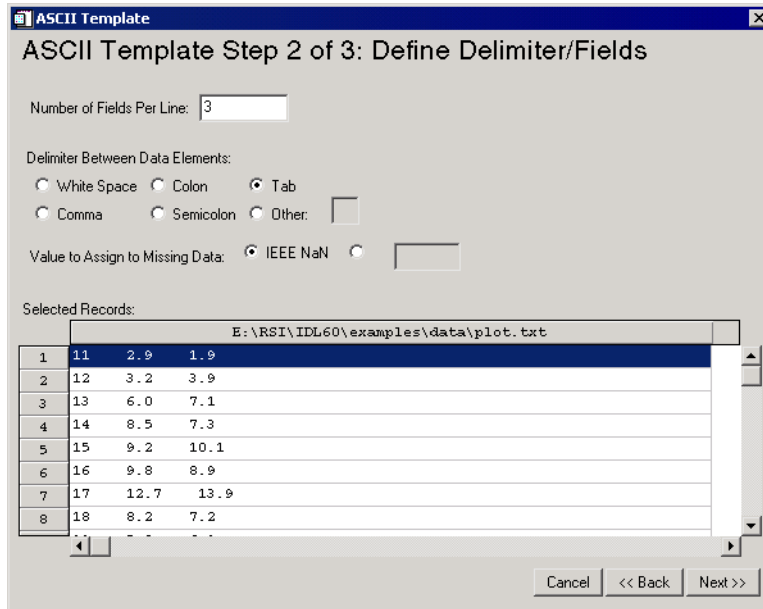 ASCII Template
ASCII Template Step 2 of 3: Define Delimiter/Fields
Number of Fields Per Line: 3
Delimiter Between Data Elements:
White Space Colon Tab
Comma Semicolon Other:
Value to Assign to Missing Data: IEEE NaN
Selected Records:
E:\RSI\IDL60\examples\data\plot.txt
1 11 2.9 1.9
2 12 3.2 3.9
3 13 6.0 7.1
4 14 8.5 7.3
5 15 9.2 10.1
6 16 9.8 8.9
7 17 12.7 13.9
8 18 8.2 7.2
Cancel << Back Next >>